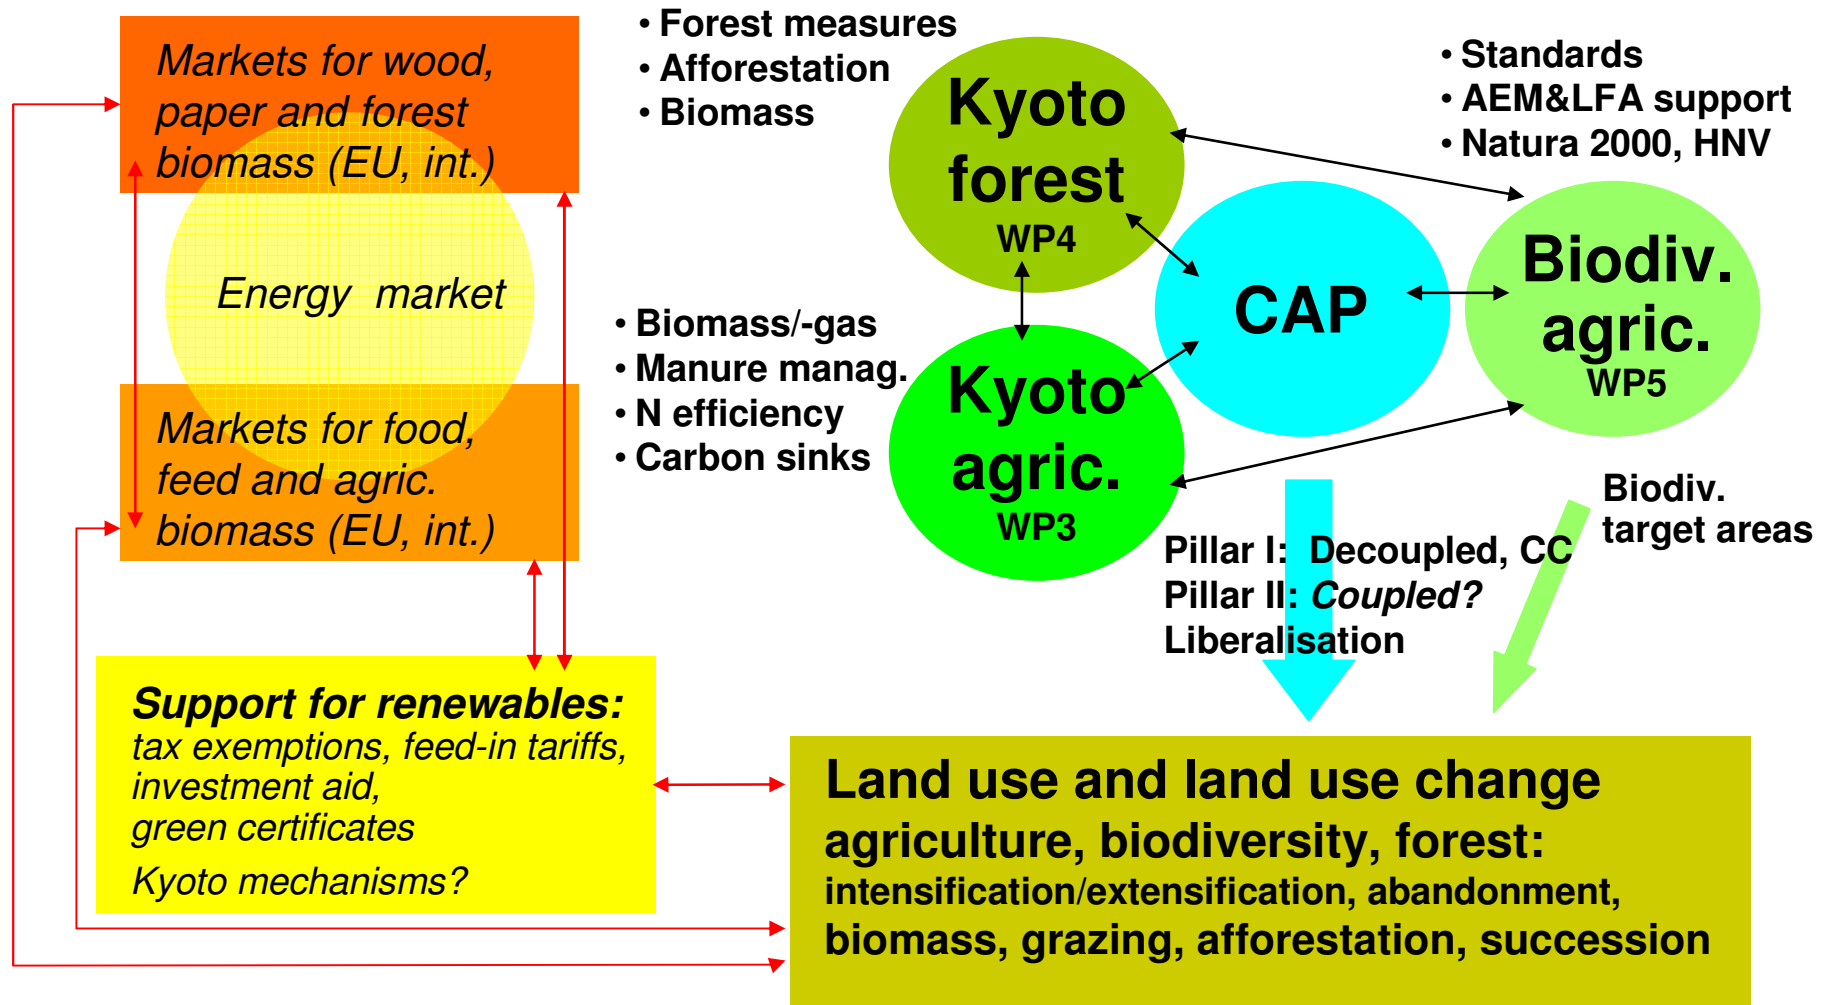 Markets for wood,
paper and forest
biomass (EU, int.)
Energy market
Markets for food,
feed and agric.
biomass (EU, int.)
Support for renewables:
tax exemptions, feed-in tariffs,
investment aid,
green certificates
Kyoto mechanisms?
• Forest measures
• Afforestation
• Biomass
Kyoto
forest
WP4
• Standards
• AEM&LFA support
• Natura 2000, HNV
CAP
Biodiv.
agric.
WP5
• Biomass/-gas
• Manure manag.
• N efficiency
• Carbon sinks
Kyoto
agric.
WP3
Pillar I: Decoupled, CC
Pillar II: Coupled?
Liberalisation
Biodiv.
target areas
Land use and land use change
agriculture, biodiversity, forest:
intensification/extensification, abandonment,
biomass, grazing, afforestation, succession